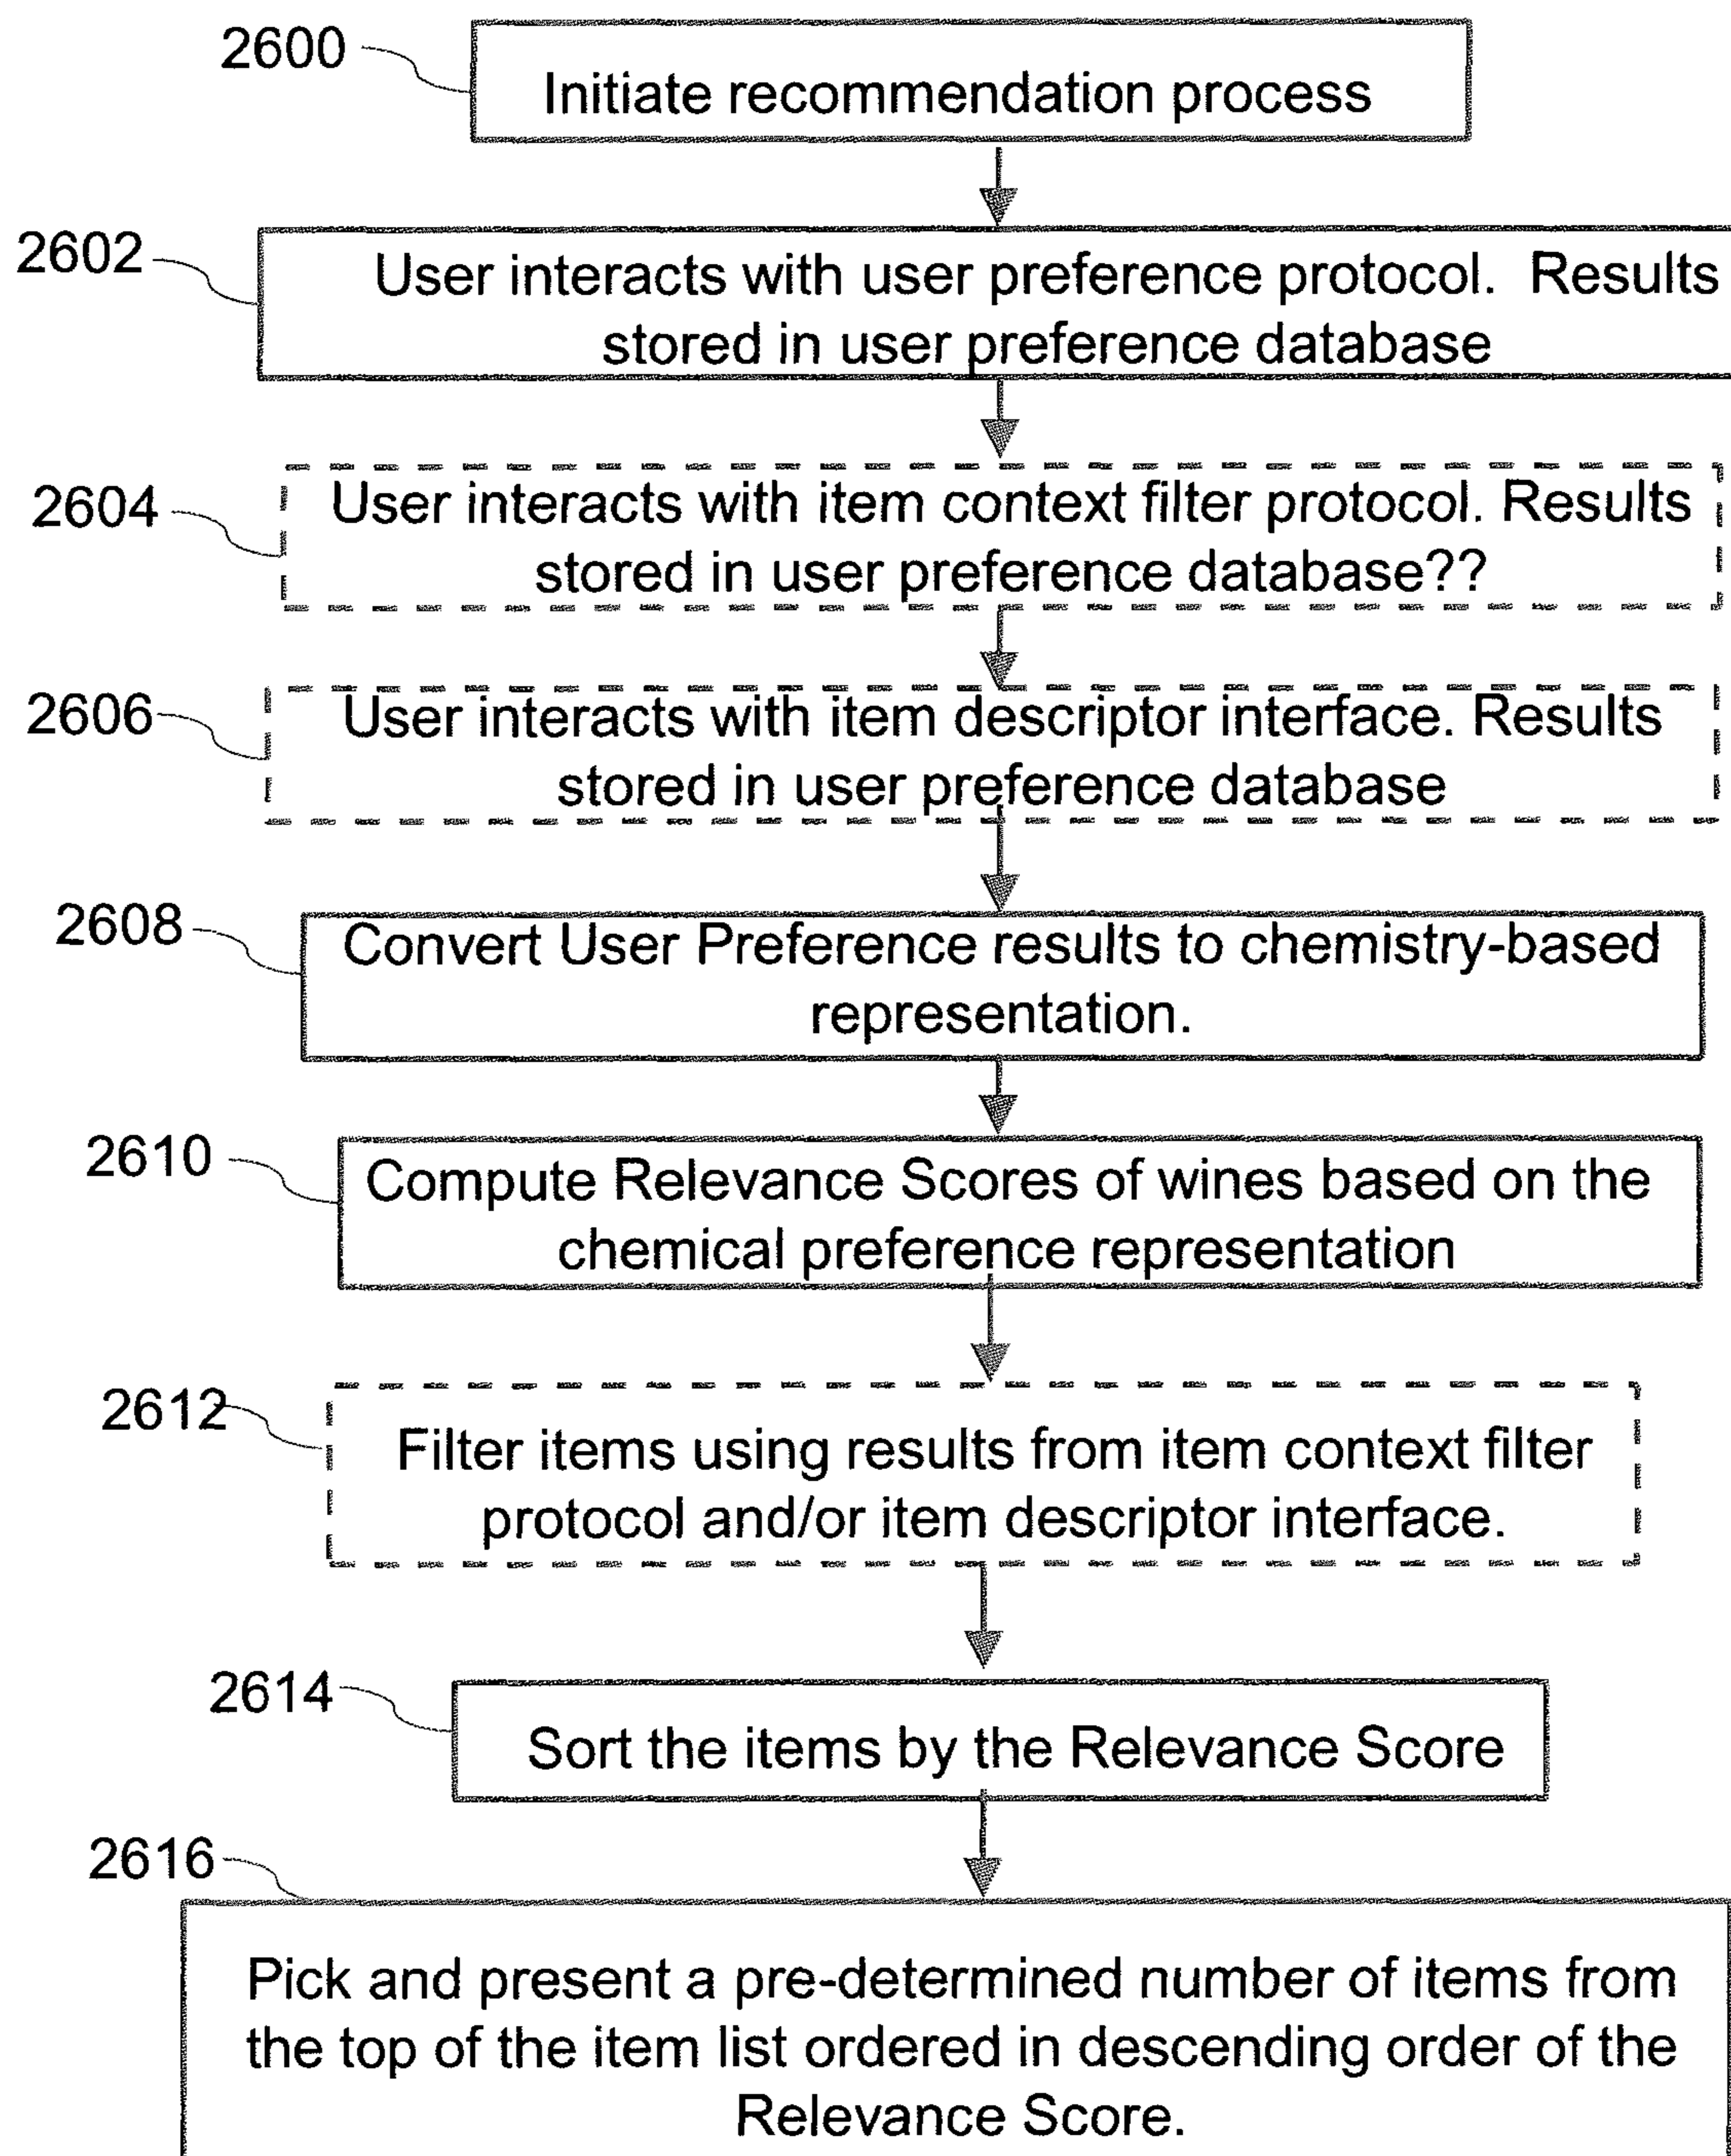 2600
Initiate recommendation process
2602
User interacts with user preference protocol. Results
stored in user preference database
2604
User interacts with item context filter protocol. Results
stored in user preference database??
2606
User interacts with item descriptor interface. Results
stored in user preference database
2608
Convert User Preference results to chemistry-based
representation.
2610
Compute Relevance Scores of wines based on the
chemical preference representation
2612
Filter items using results from item context filter
protocol and/or item descriptor interface.
2614
Sort the items by the Relevance Score
2616
Pick and present a pre-determined number of items from
the top of the item list ordered in descending order of the
Relevance Score.